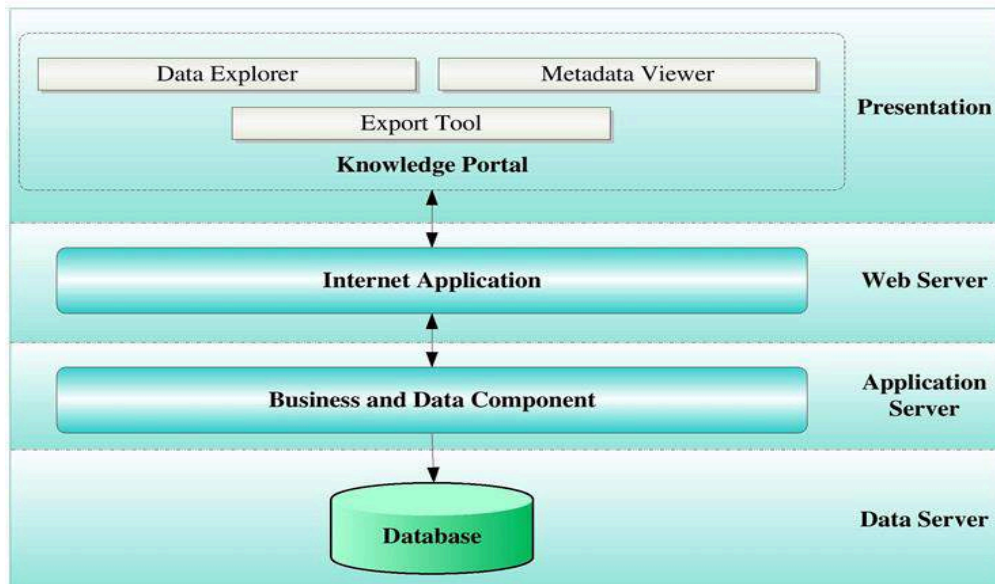 Data Explorer
Metadata Viewer
Export Tool
Knowledge Portal
Presentation
Internet Application
Web Server
Business and Data Component
Application
Server
Database
Data Server